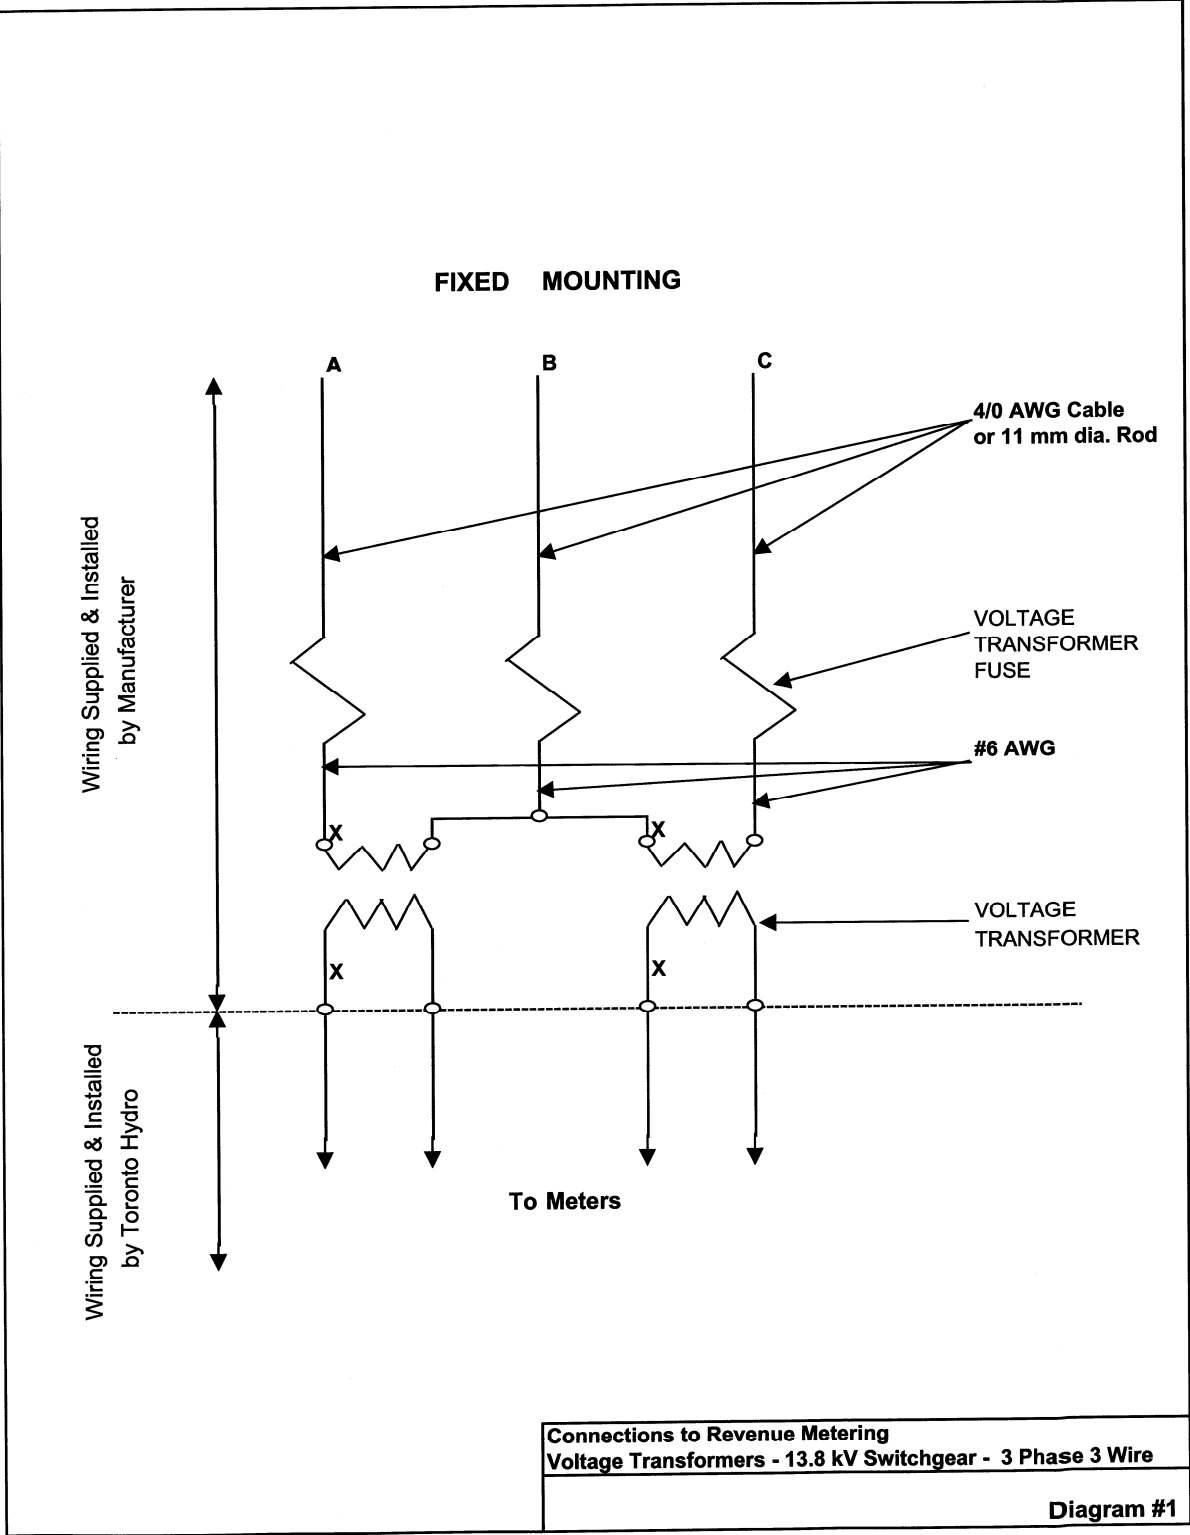 FIXED MOUNTING
A
B
C
4/0 AWG Cable
or 11 mm dia. Rod
Wiring Supplied & Installed
by Manufacturer
VOLTAGE
TRANSFORMER
FUSE
#6 AWG
X
X
VOLTAGE
TRANSFORMER
X
X
Wiring Supplied & Installed
by Toronto Hydro
To Meters
Connections to Revenue Metering
Voltage Transformers - 13.8 kV Switchgear - 3 Phase 3 Wire
Diagram #1